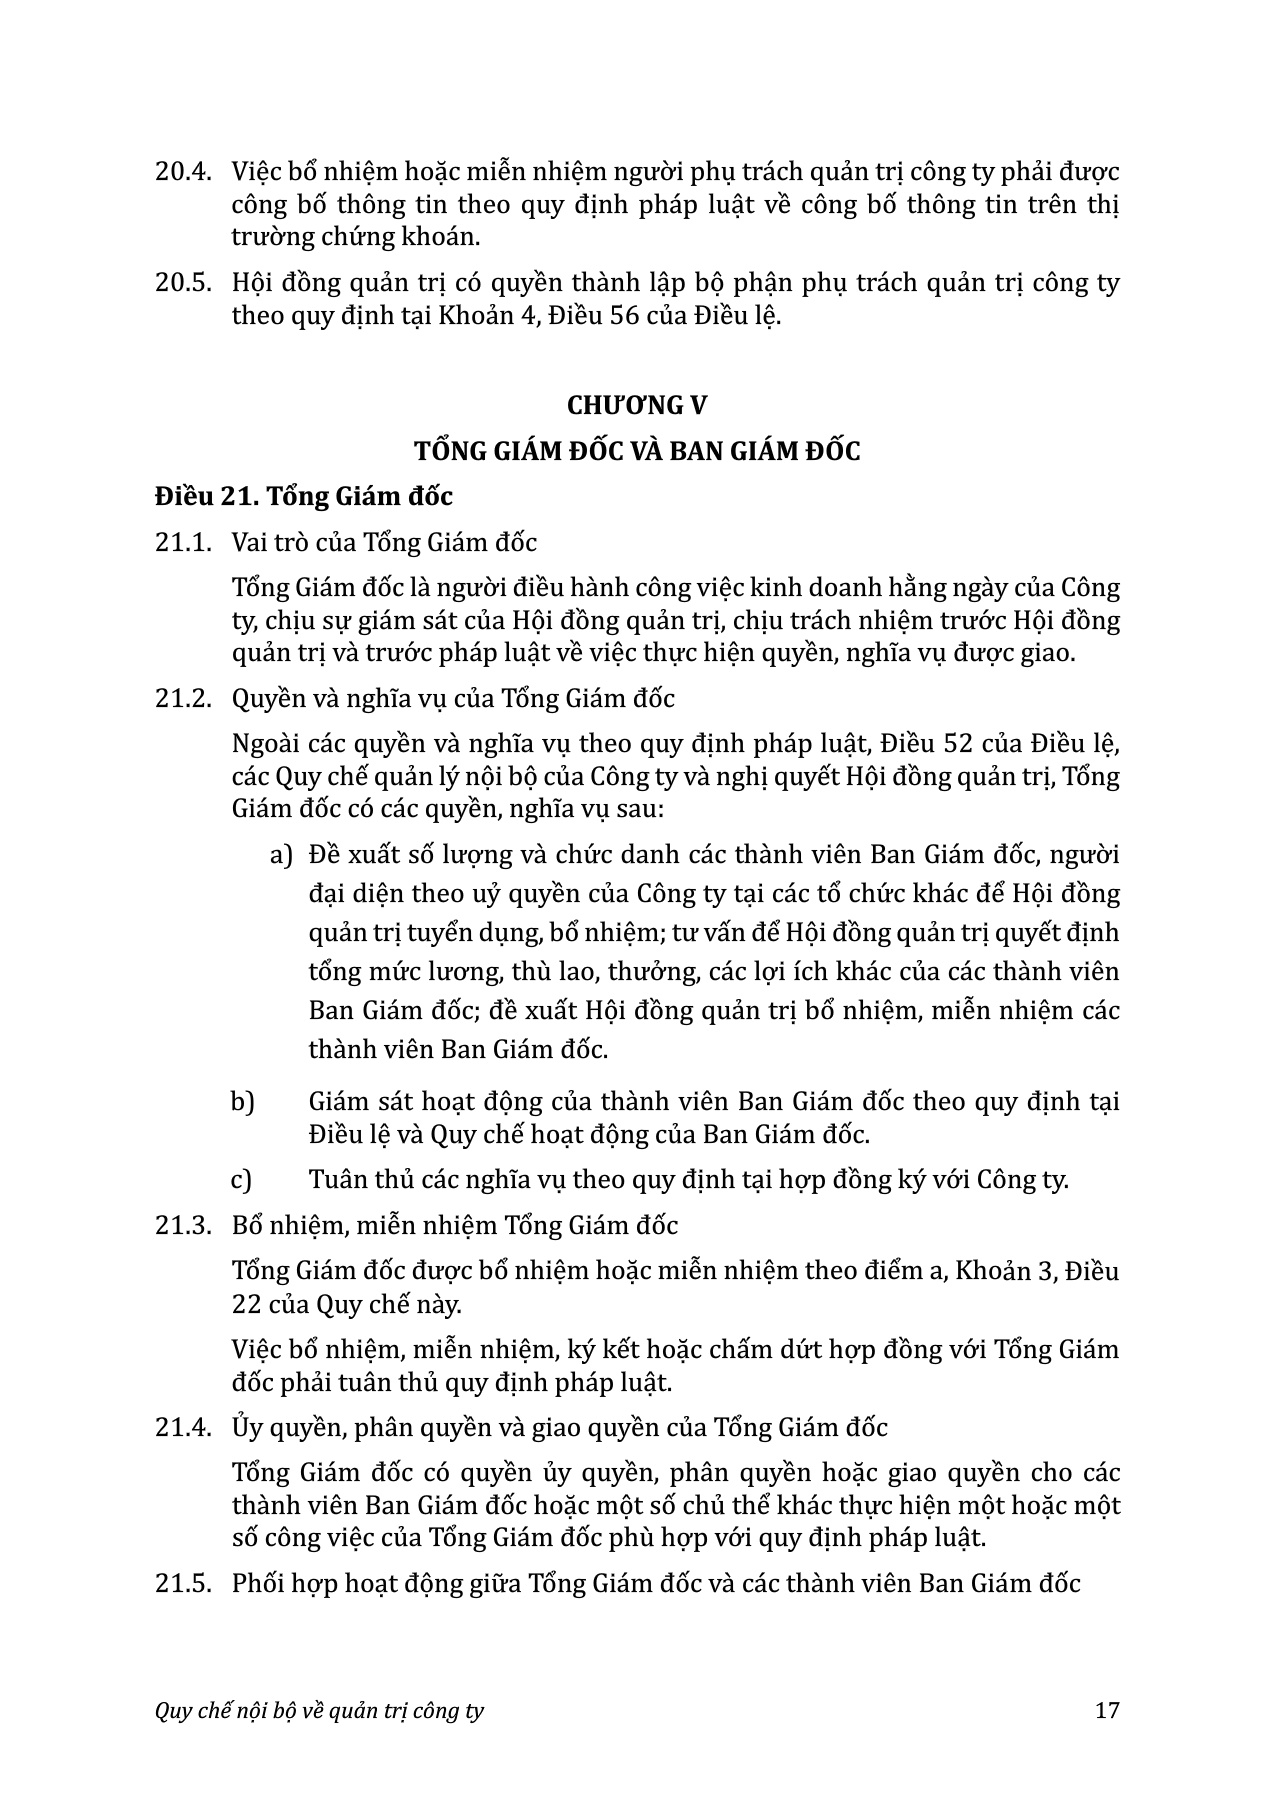 20.4. Việc bổ nhiệm hoặc miễn nhiệm người phụ trách quản trị công ty phải được
công bố thông tin theo quy định pháp luật về công bố thông tin trên thị
trường chứng khoán.
20.5. Hội đồng quản trị có quyền thành lập bộ phận phụ trách quản trị công ty
theo quy định tại Khoản 4, Điều 56 của Điều lệ.
CHƯƠNG V
TỔNG GIÁM ĐỐC VÀ BAN GIÁM ĐỐC
Điều 21. Tổng Giám đốc
21.1. Vai trò của Tổng Giám đốc
Tổng Giám đốc là người điều hành công việc kinh doanh hằng ngày của Công
ty, chịu sự giám sát của Hội đồng quản trị, chịu trách nhiệm trước Hội đồng
quản trị và trước pháp luật về việc thực hiện quyền, nghĩa vụ được giao.
21.2. Quyền và nghĩa vụ của Tổng Giám đốc
Ngoài các quyền và nghĩa vụ theo quy định pháp luật, Điều 52 của Điều lệ,
các Quy chế quản lý nội bộ của Công ty và nghị quyết Hội đồng quản trị, Tổng
Giám đốc có các quyền, nghĩa vụ sau:
a) Đề xuất số lượng và chức danh các thành viên Ban Giám đốc, người
đại diện theo uỷ quyền của Công ty tại các tổ chức khác để Hội đồng
quản trị tuyển dụng, bổ nhiệm; tư vấn để Hội đồng quản trị quyết định
tổng mức lương, thù lao, thưởng, các lợi ích khác của các thành viên
Ban Giám đốc; đề xuất Hội đồng quản trị bổ nhiệm, miễn nhiệm các
thành viên Ban Giám đốc.
b) Giám sát hoạt động của thành viên Ban Giám đốc theo quy định tại
Điều lệ và Quy chế hoạt động của Ban Giám đốc.
c) Tuân thủ các nghĩa vụ theo quy định tại hợp đồng ký với Công ty.
21.3. Bổ nhiệm, miễn nhiệm Tổng Giám đốc
Tổng Giám đốc được bổ nhiệm hoặc miễn nhiệm theo điểm a, Khoản 3, Điều
22 của Quy chế này.
Việc bổ nhiệm, miễn nhiệm, ký kết hoặc chấm dứt hợp đồng với Tổng Giám
đốc phải tuân thủ quy định pháp luật.
21.4. Ủy quyền, phân quyền và giao quyền của Tổng Giám đốc
Tổng Giám đốc có quyền ủy quyền, phân quyền hoặc giao quyền cho các
thành viên Ban Giám đốc hoặc một số chủ thể khác thực hiện một hoặc một
số công việc của Tổng Giám đốc phù hợp với quy định pháp luật.
21.5. Phối hợp hoạt động giữa Tổng Giám đốc và các thành viên Ban Giám đốc
Quy chế nội bộ về quản trị công ty 17